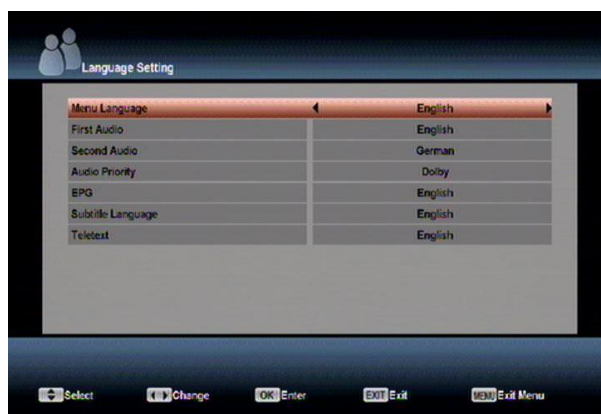 Language Setting
Menu Language English
First Audio English
Second Audio German
Audio Priority Dolby
EPG English
Subtitle Language English
Teletext English
Select Change OK Enter EXIT Exit MENU Exit Menu